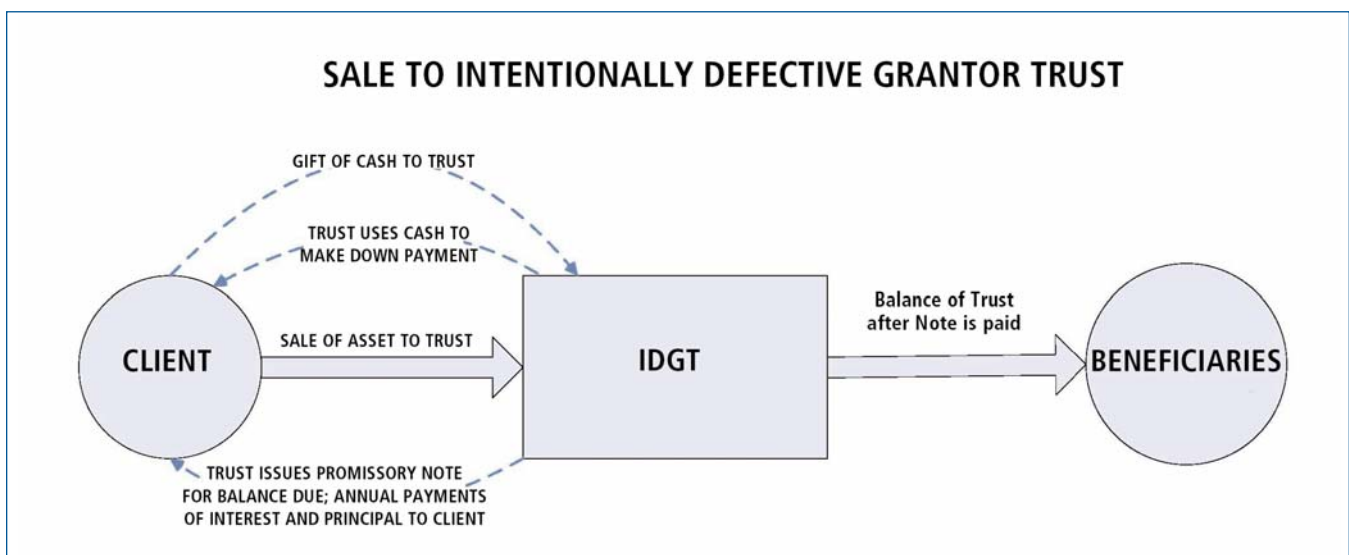 SALE TO INTENTIONALLY DEFECTIVE GRANTOR TRUST
GIFT OF CASH TO TRUST
TRUST USES CASH TO
MAKE DOWN PAYMENT
CLIENT
SALE OF ASSET TO TRUST
IDGT
Balance of Trust
after Note is paid
BENEFICIARIES
TRUST ISSUES PROMISSORY NOTE
FOR BALANCE DUE; ANNUAL PAYMENTS
OF INTEREST AND PRINCIPAL TO CLIENT